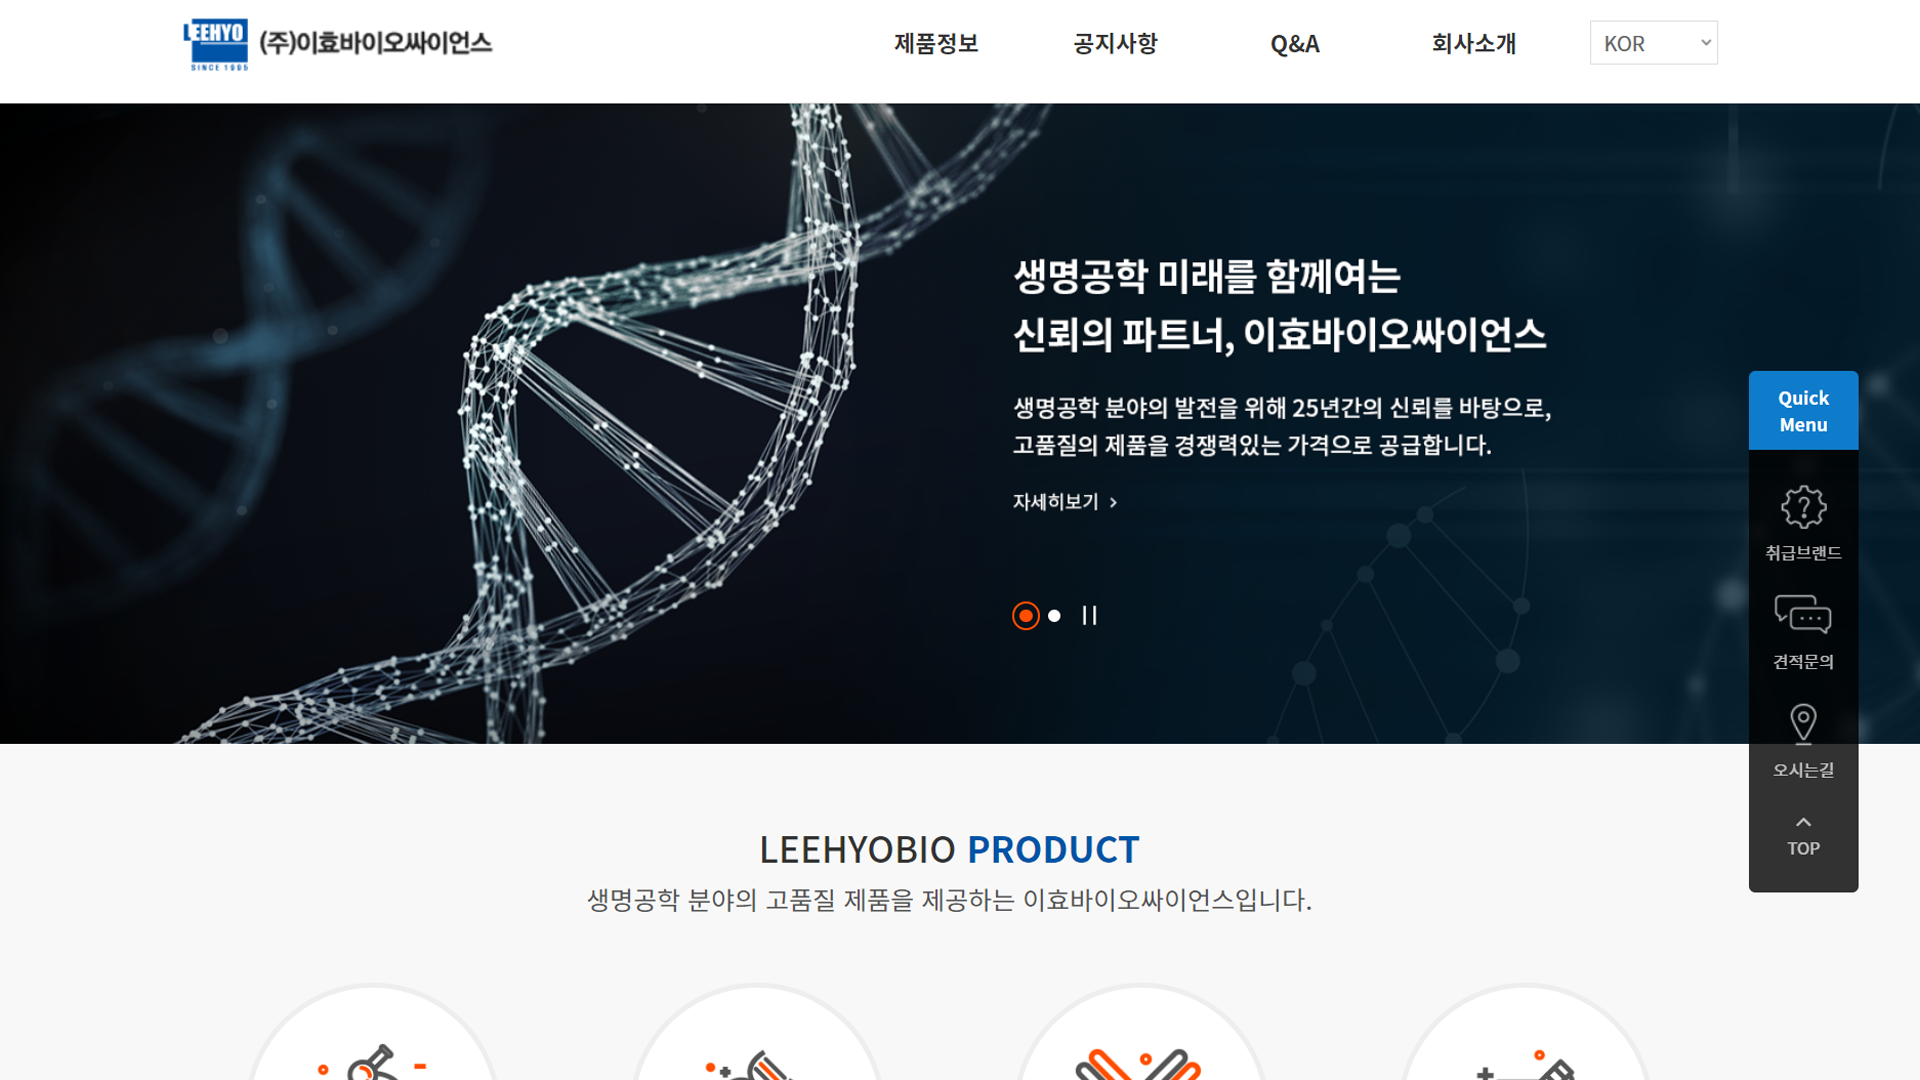 LEEHYO
SINCE 1995
(주)이효바이오싸이언스
제품정보
공지사항
Q&A
회사소개
KOR
생명공학 미래를 함께여는
신뢰의 파트너, 이효바이오싸이언스
생명공학 분야의 발전을 위해 25년간의 신뢰를 바탕으로,
고품질의 제품을 경쟁력있는 가격으로 공급합니다.
자세히보기
Quick
Menu
취급브랜드
견적문의
오시는길
TOP
LEEHYOBIO PRODUCT
생명공학 분야의 고품질 제품을 제공하는 이효바이오싸이언스입니다.